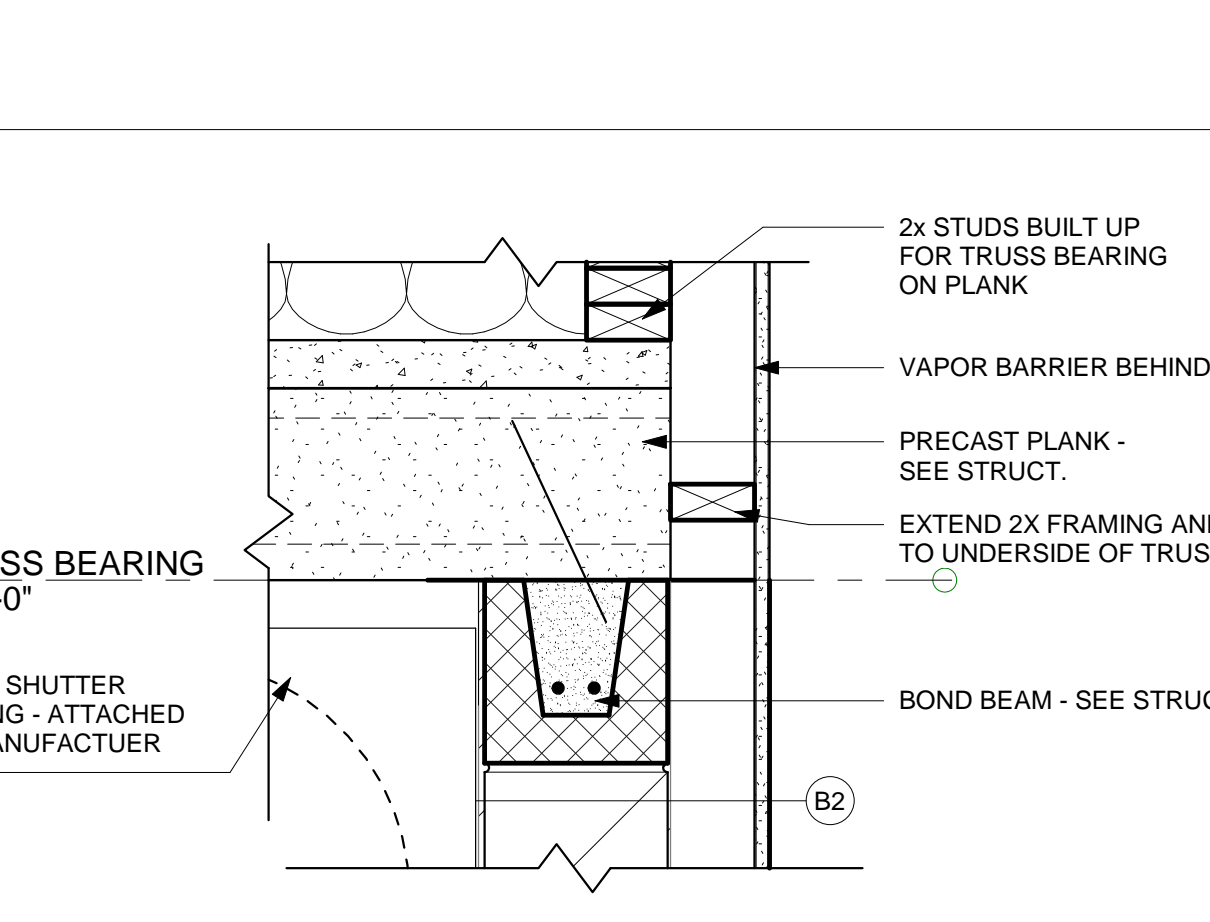 2x STUDS BUILT UP
FOR TRUSS BEARING
ON PLANK
VAPOR BARRIER BEHIND
PRECAST PLANK -
SEE STRUCT.
EXTEND 2X FRAMING AN
TO UNDERSIDE OF TRUS
SS BEARING
0"
SHUTTER
NG - ATTACHED
ANUFACTUER
BOND BEAM - SEE STRUC
B2